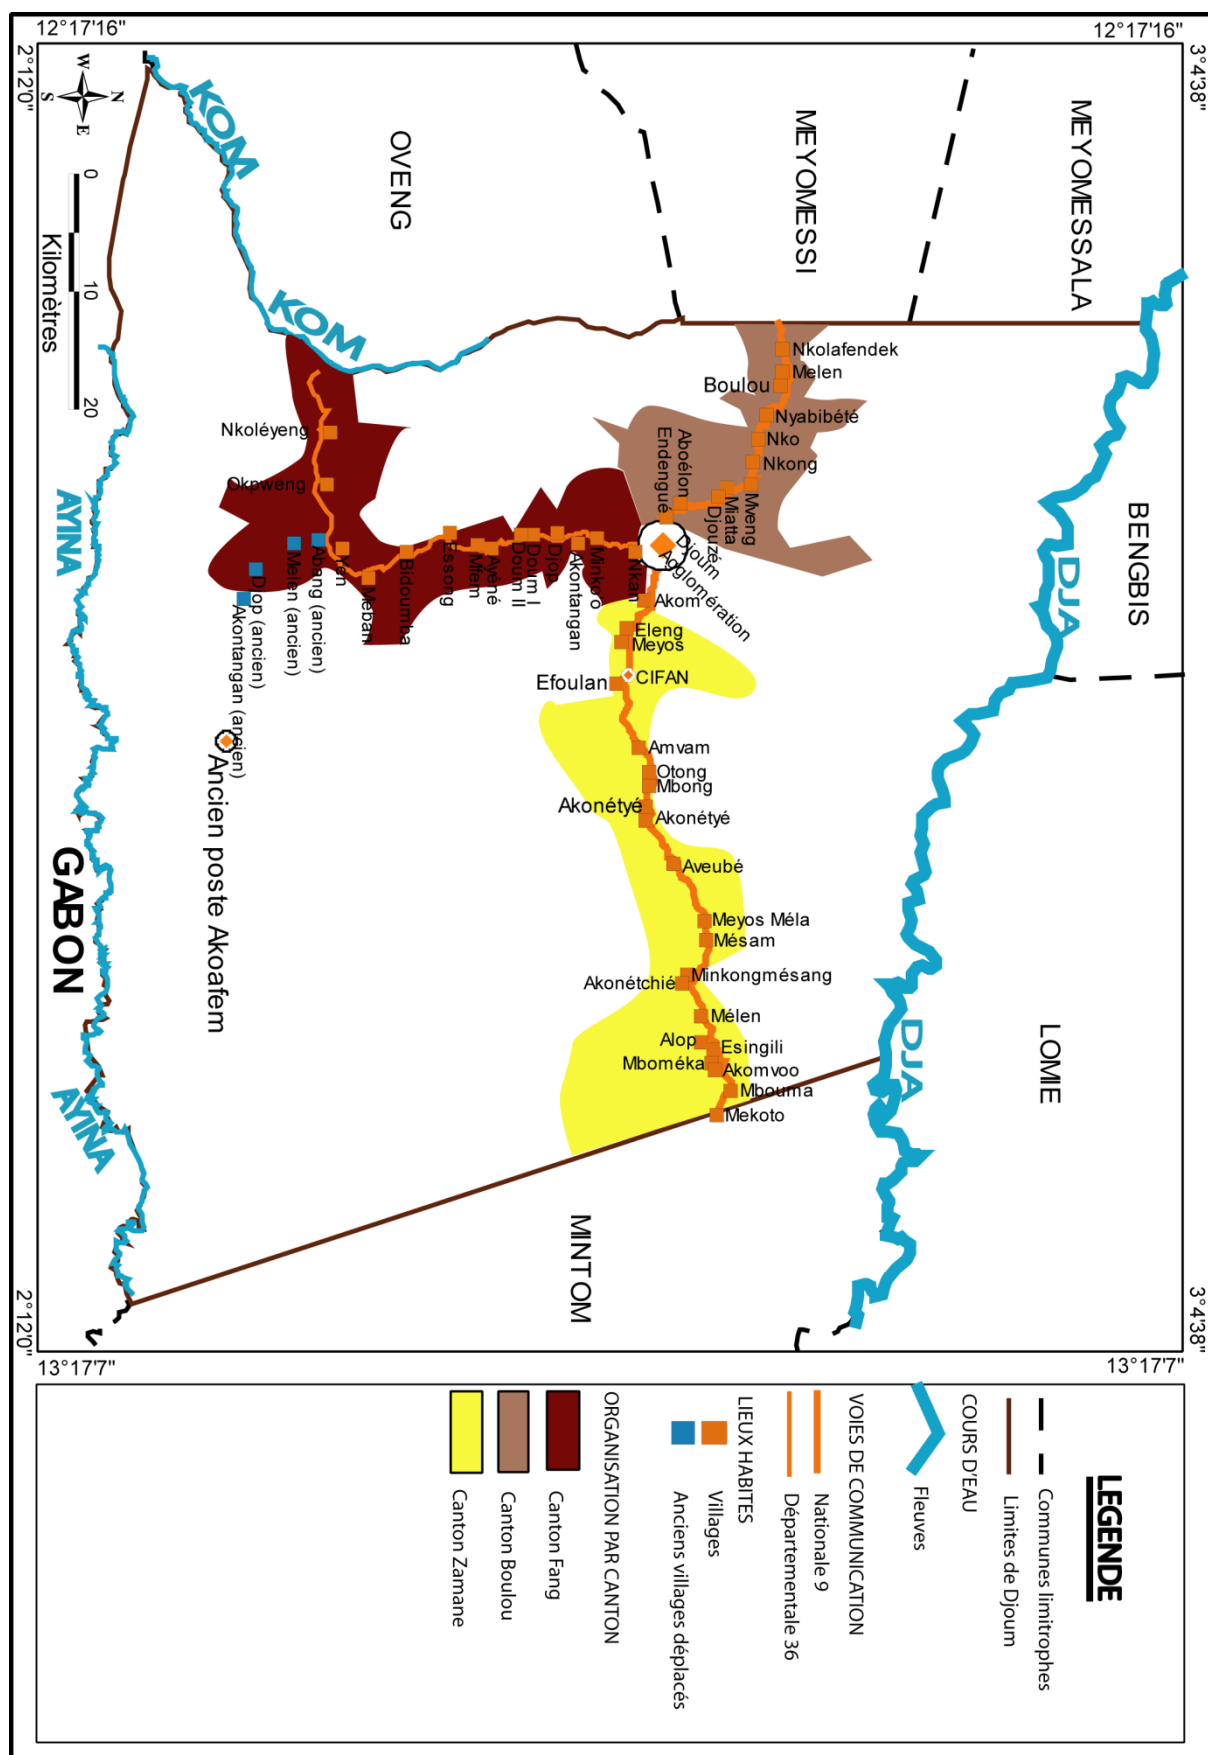 12°17'16"
12°17'16"
2°12'0"
3°4'38"
N
W
E
S
0
10
20
Kilomètres
KOM
KOM
OVENG
MEYOMESSI
MEYOMESSALA
BENGBIS
LOMIE
MINTOM
DJA
DJA
AYINA
AYINA
GABON
Nkolafendek
Melen
Boulou
Nyabibété
Nko
Nkong
Mveng
Miatta
Djouzé
Aboélon
Endengué
Djoum
Agglomération
Nkan
Minkoto
Akontangan
Djop
Doum I
Doum II
Ayéné
Mfem
Essong
Bidoumba
Meban
Yen
Abang (ancien)
Melen (ancien)
Djop (ancien)
Akontangan (ancien)
Okpweng
Nkoléyeng
Ancien poste Akoafem
Akom
Eleng
Meyos
CIFAN
Efoulan
Amvam
Otong
Mbong
Akonétyé
Akonétyé
Aveubé
Meyos Méla
Mésam
Minkongmésang
Akonétchié
Mélen
Alop
Esingili
Mboméka
Akomvoo
Mbouma
Mekoto
2°12'0"
3°4'38"
13°17'7"
13°17'7"
LEGENDE
Communes limitrophes
Limites de Djoum
COURS D'EAU
Fleuves
VOIES DE COMMUNICATION
Nationale 9
Départementale 36
LIEUX HABITES
Villages
Anciens villages déplacés
ORGANISATION PAR CANTON
Canton Fang
Canton Boulou
Canton Zamane